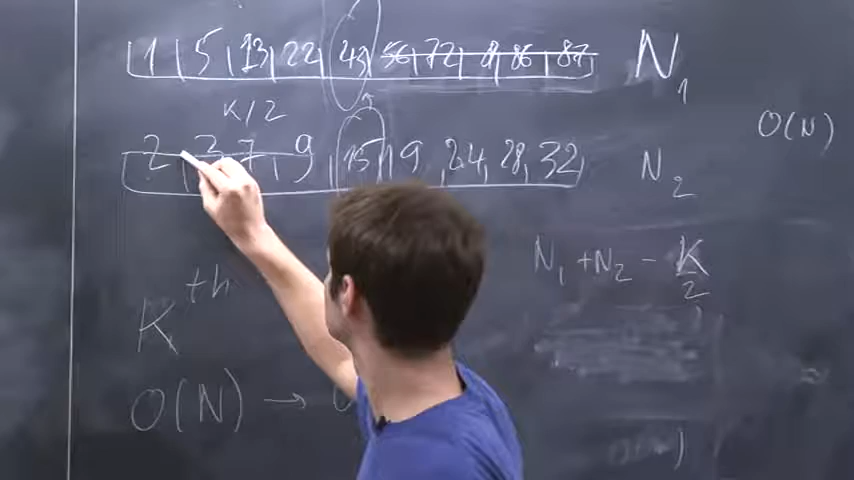 1 5 13 22 43 56 72 81 86 87 N₁
K/2
O(N)
2 3 7 9 15 19, 24, 28, 32 N₂
N₁ + N₂ - K/2
Kth
O(N) →